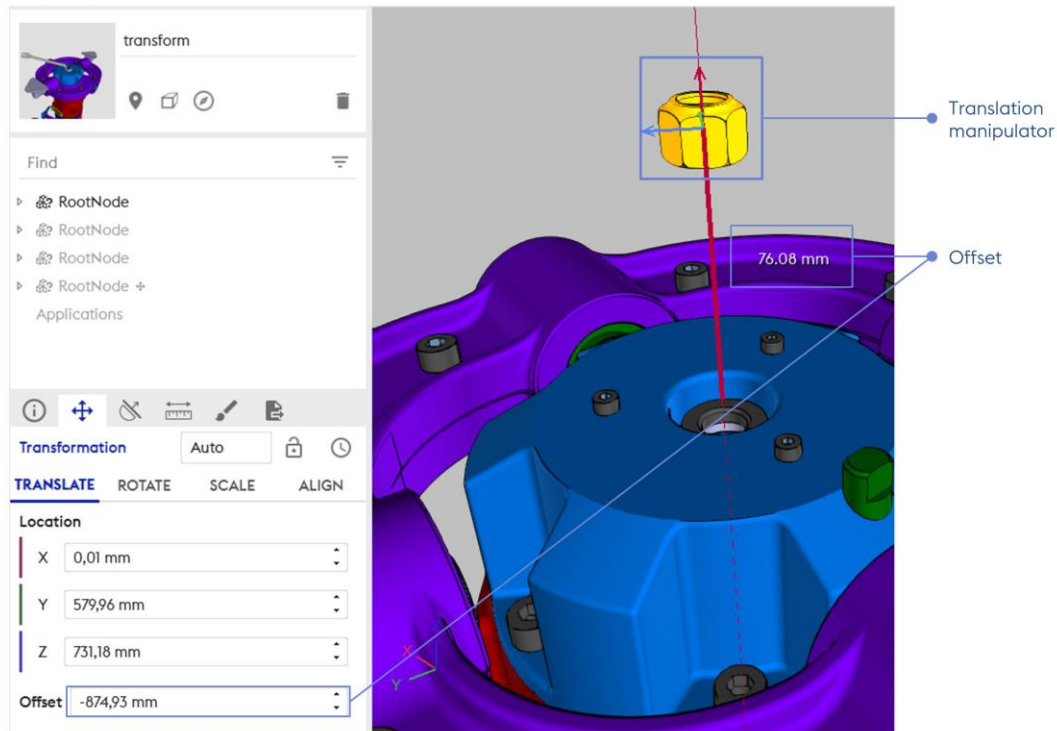 transform
Find
RootNode
RootNode
RootNode
RootNode
Applications
Transformation Auto
TRANSLATE ROTATE SCALE ALIGN
Location
X 0,01 mm
Y 579,96 mm
Z 731,18 mm
Offset -874,93 mm
Translation
manipulator
76.08 mm
Offset
X
Y